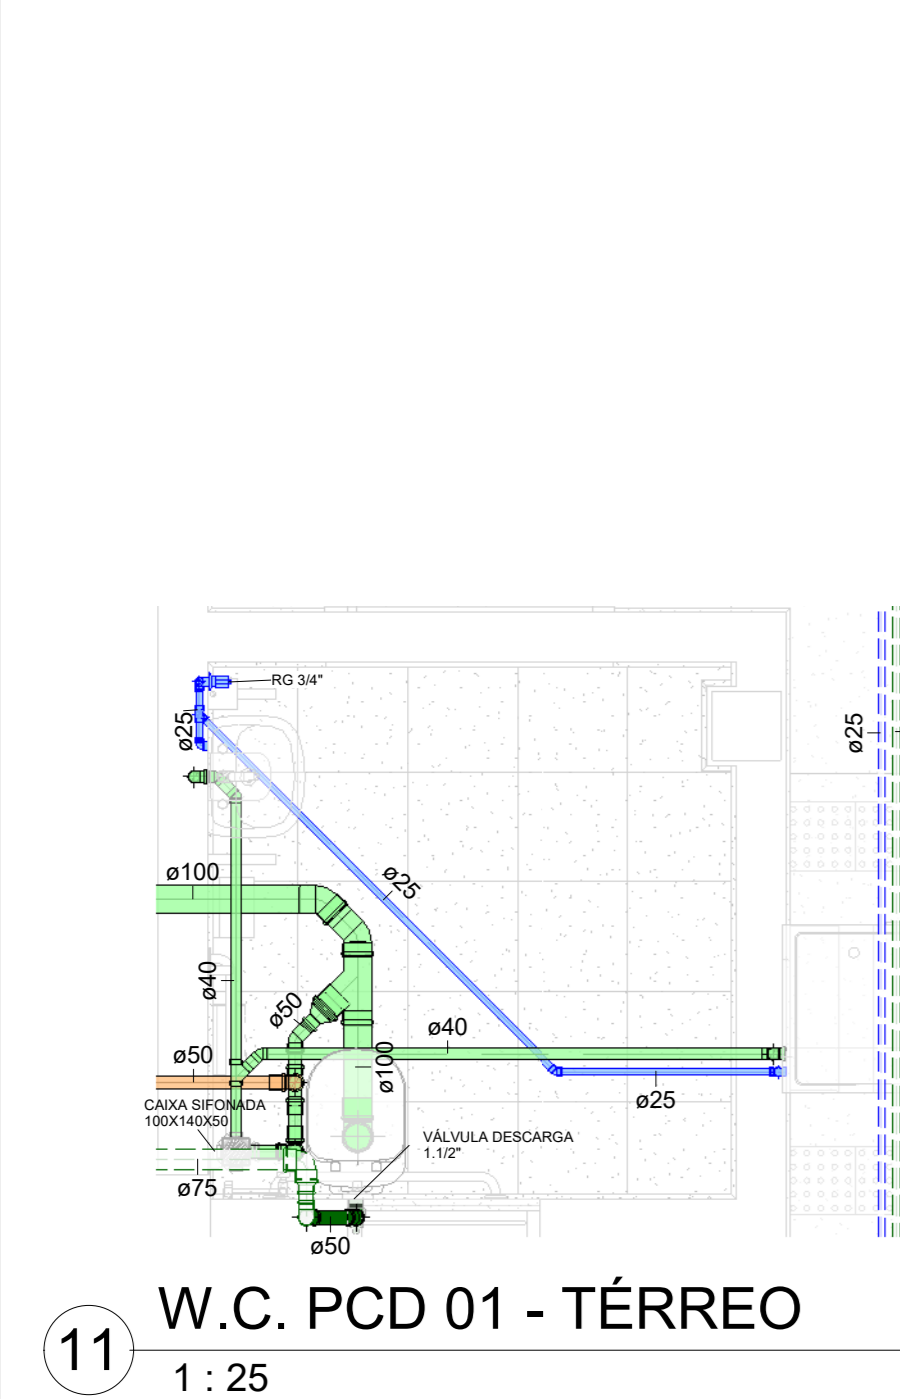 RG 3/4"
ø25
ø25
ø100
ø25
ø40
ø50
ø40
ø50
ø100
ø25
CAIXA SIFONADA
100X140X50
VÁLVULA DESCARGA
1.1/2"
ø75
ø50
W.C. PCD 01 - TÉRREO
11
1 : 25